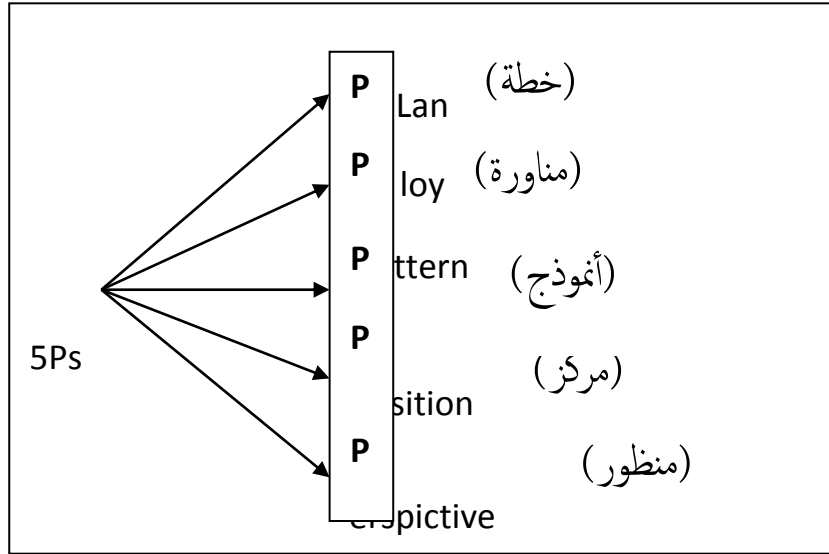 P Lan (خطة)
P loy (مناورة)
P ttern (أنموذج)
P sition (مركز)
5Ps
P erspictive (منظور)